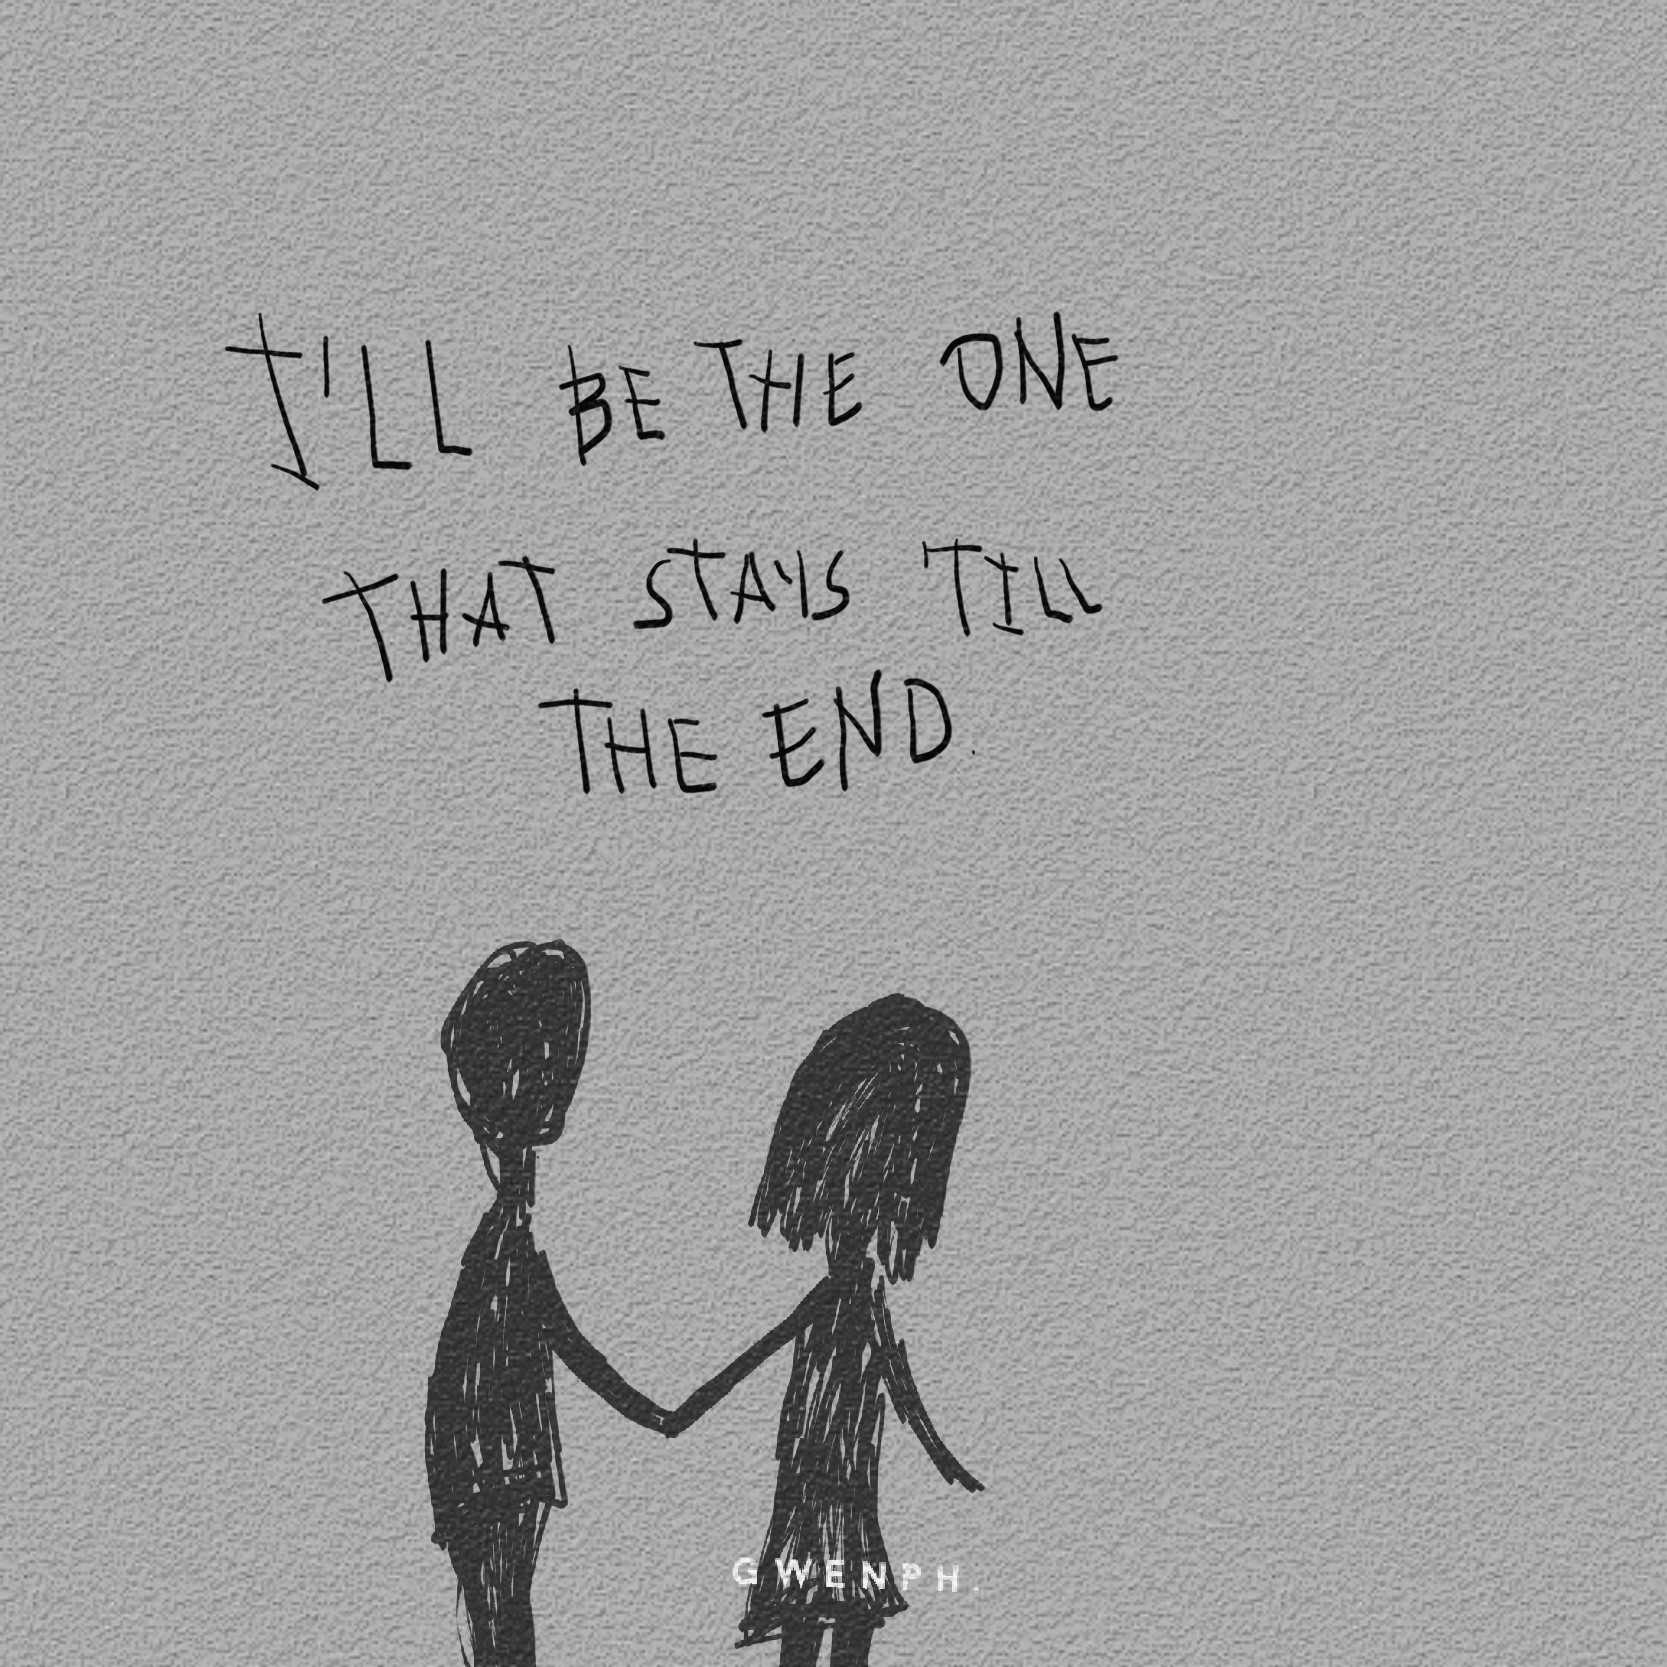 I'LL BE THE ONE
THAT STAYS TILL
THE END.
GWENPH.